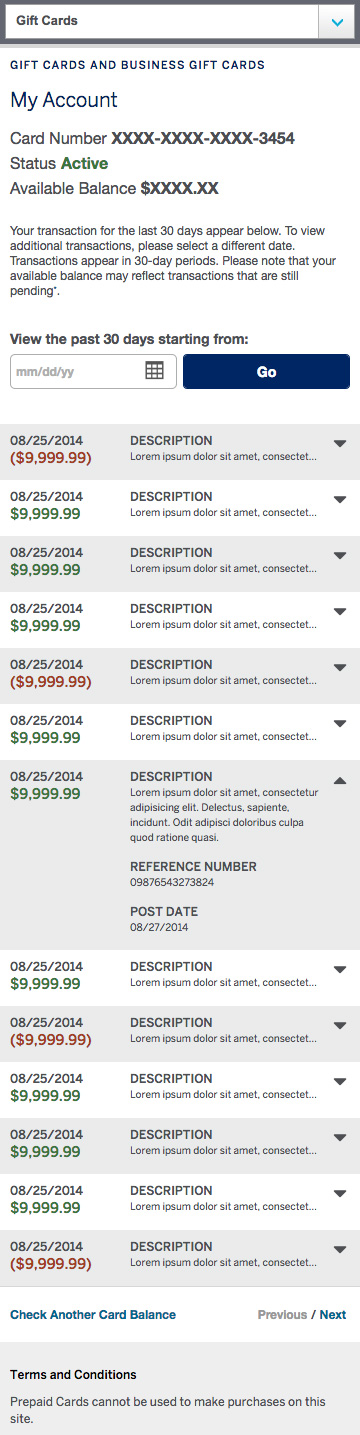 Gift Cards
GIFT CARDS AND BUSINESS GIFT CARDS
My Account
Card Number XXXX-XXXX-XXXX-3454
Status Active
Available Balance $XXXX.XX
Your transaction for the last 30 days appear below. To view
additional transactions, please select a different date.
Transactions appear in 30-day periods. Please note that your
available balance may reflect transactions that are still
pending*.
View the past 30 days starting from:
mm/dd/yy Go
08/25/2014 DESCRIPTION
($9,999.99) Lorem ipsum dolor sit amet, consectet...
08/25/2014 DESCRIPTION
$9,999.99 Lorem ipsum dolor sit amet, consectet...
08/25/2014 DESCRIPTION
$9,999.99 Lorem ipsum dolor sit amet, consectet...
08/25/2014 DESCRIPTION
$9,999.99 Lorem ipsum dolor sit amet, consectet...
08/25/2014 DESCRIPTION
($9,999.99) Lorem ipsum dolor sit amet, consectet...
08/25/2014 DESCRIPTION
$9,999.99 Lorem ipsum dolor sit amet, consectet...
08/25/2014 DESCRIPTION
$9,999.99 Lorem ipsum dolor sit amet, consectetur
adipisicing elit. Delectus, sapiente,
incidunt. Odit adipisci doloribus culpa
quod ratione quasi.
REFERENCE NUMBER
09876543273824
POST DATE
08/27/2014
08/25/2014 DESCRIPTION
$9,999.99 Lorem ipsum dolor sit amet, consectet...
08/25/2014 DESCRIPTION
($9,999.99) Lorem ipsum dolor sit amet, consectet...
08/25/2014 DESCRIPTION
$9,999.99 Lorem ipsum dolor sit amet, consectet...
08/25/2014 DESCRIPTION
$9,999.99 Lorem ipsum dolor sit amet, consectet...
08/25/2014 DESCRIPTION
$9,999.99 Lorem ipsum dolor sit amet, consectet...
08/25/2014 DESCRIPTION
($9,999.99) Lorem ipsum dolor sit amet, consectet...
Check Another Card Balance Previous / Next
Terms and Conditions
Prepaid Cards cannot be used to make purchases on this
site.